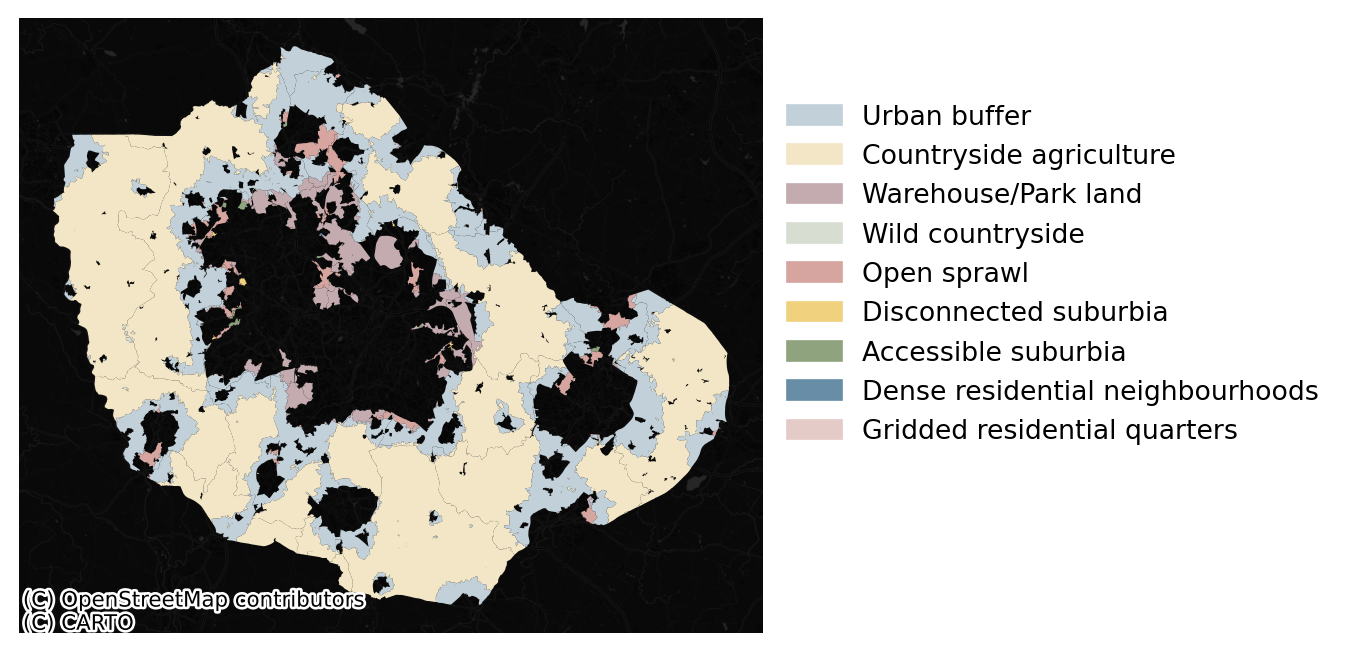 Urban buffer
Countryside agriculture
Warehouse/Park land
Wild countryside
Open sprawl
Disconnected suburbia
Accessible suburbia
Dense residential neighbourhoods
Gridded residential quarters
(C) OpenStreetMap contributors
(C) CARTO